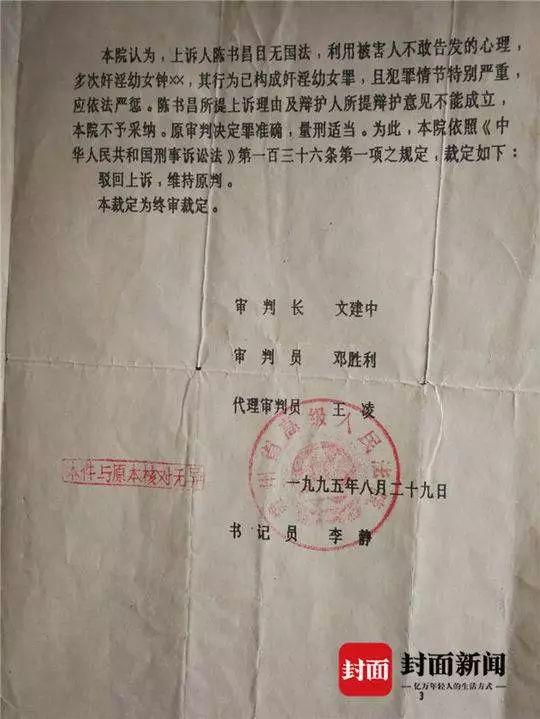 本院认为，上诉人陈书昌目无国法，利用被害人不敢告发的心理，
多次奸淫幼女钟××，其行为已构成奸淫幼女罪，且犯罪情节特别严重，
应依法严惩。陈书昌所提上诉理由及辩护人所提辩护意见不能成立，
本院不予采纳。原审判决定罪准确，量刑适当。为此，本院依照《中
华人民共和国刑事诉讼法》第一百三十六条第一项之规定，裁定如下：
驳回上诉，维持原判。
本裁定为终审裁定。
审判长 文建中
审判员 邓胜利
代理审判员 王凌
州省高级人民法院
本件与原本核对无异
一九九五年八月二十九日
书记员 李静
封面 封面新闻
亿万年轻人的生活方式
3